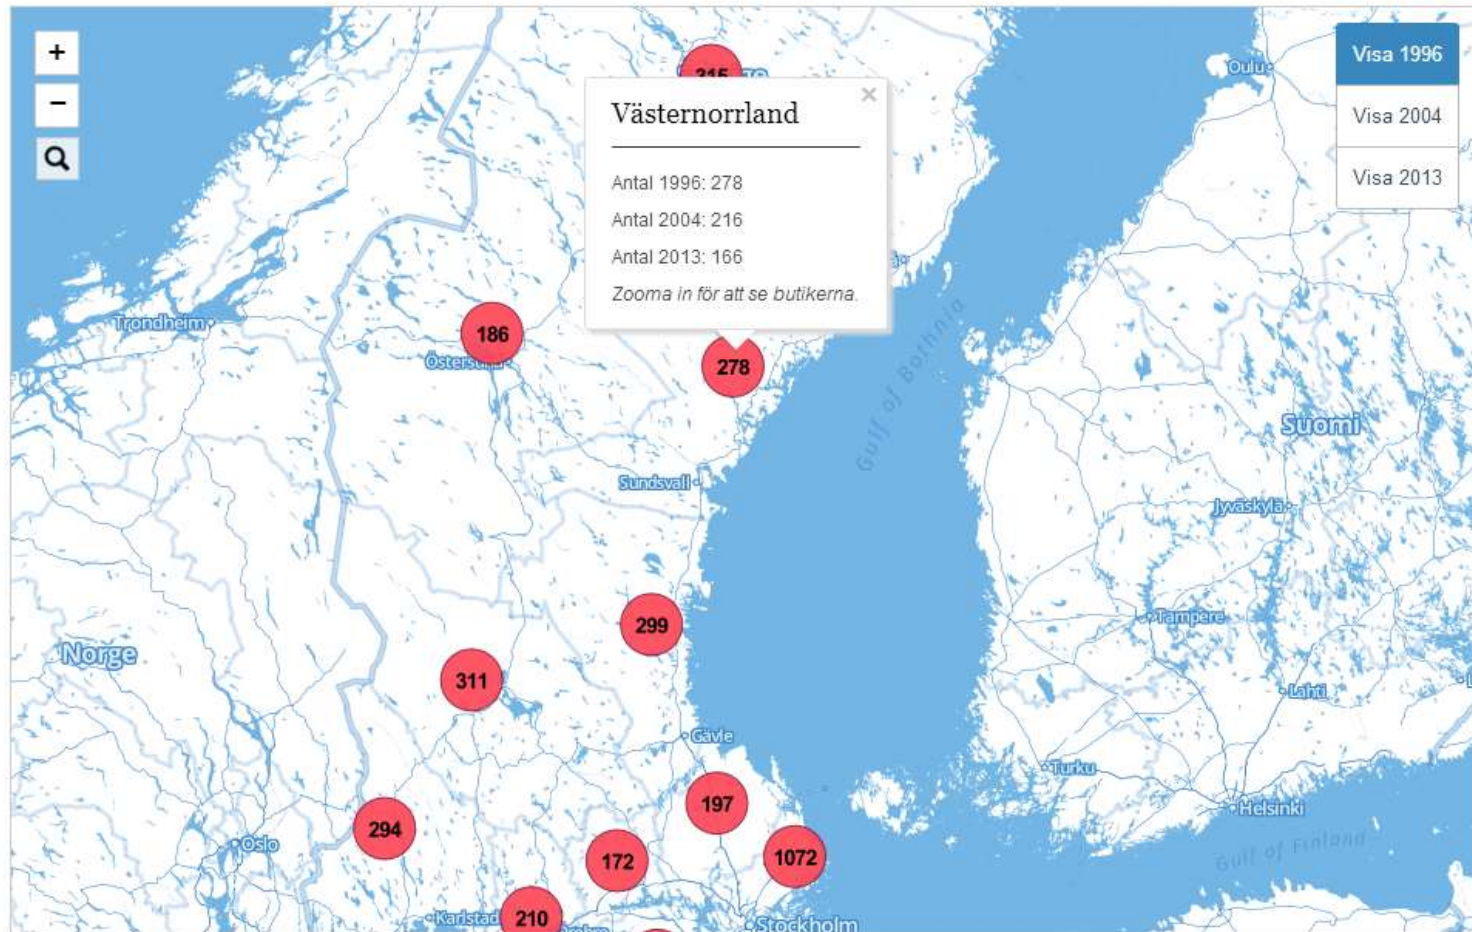 +
−
Visa 1996
Visa 2004
Visa 2013
Oulu
315
Västernorrland
×
Antal 1996: 278
Antal 2004: 216
Antal 2013: 166
Zooma in för att se butikerna.
Trondheim
186
278
Gulf of Bothnia
Suomi
Sundsvall
Jyväskylä
299
Tampere
Norge
311
Lahti
Gävle
Turku
197
Helsinki
294
Oslo
172
1072
Gulf of Finland
Karlstad
210
Stockholm